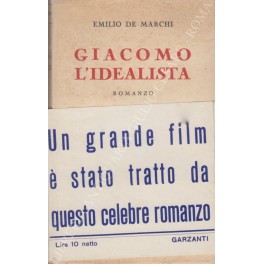 EMILIO DE MARCHI
GIACOMO
L'IDEALISTA
ROMANZO
Un grande film
è stato tratto da
questo celebre romanzo
Lire 10 netto GARZANTI